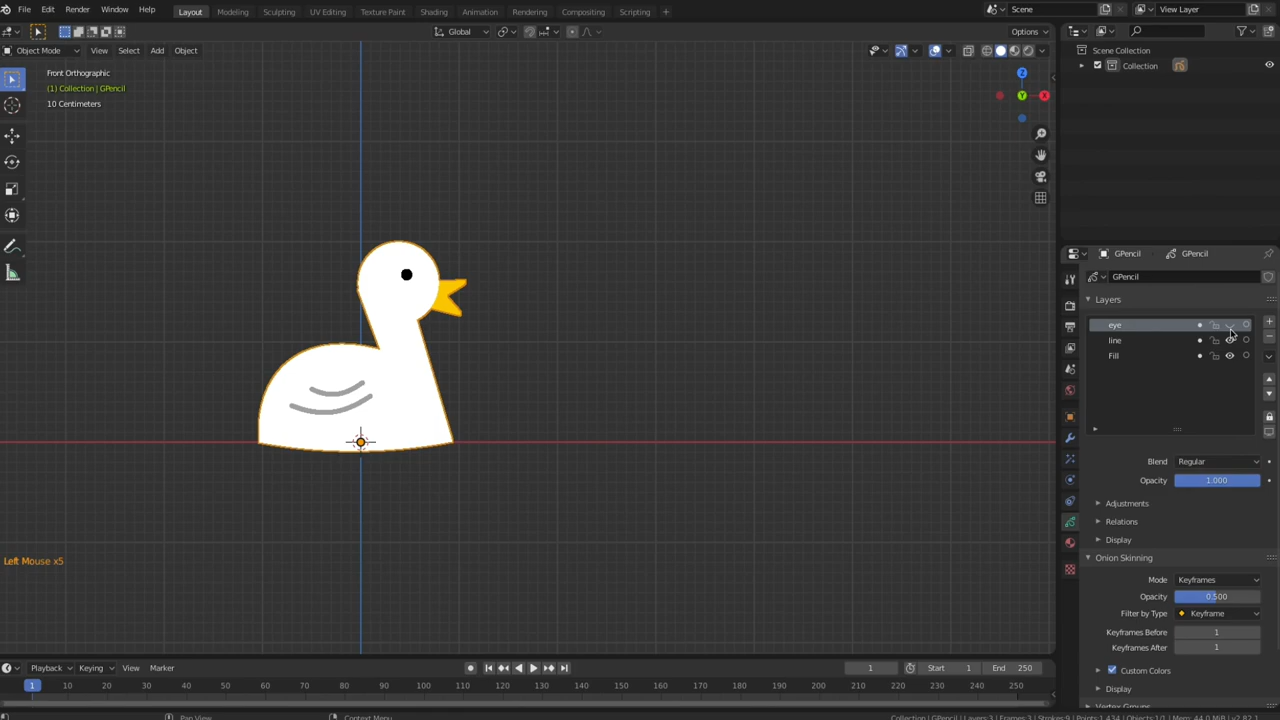 File Edit Render Window Help Layout Modeling Sculpting UV Editing Texture Paint Shading Animation Rendering Compositing Scripting + Scene View Layer
Global Options
Object Mode View Select Add Object Scene Collection
Collection
Front Orthographic
(1) Collection | GPencil
10 Centimeters
Z
Y
X
GPencil GPencil
GPencil
Layers
eye
line
Fill
Blend Regular
Opacity 1.000
Adjustments
Relations
Display
Onion Skinning
Mode Keyframes
Opacity 0.500
Filter by Type Keyframe
Keyframes Before 1
Keyframes After 1
Custom Colors
Display
Left Mouse x5
Playback Keying View Marker 1 Start 1 End 250
1 10 20 30 40 50 60 70 80 90 100 110 120 130 140 150 160 170 180 190 200 210 220 230 240 250